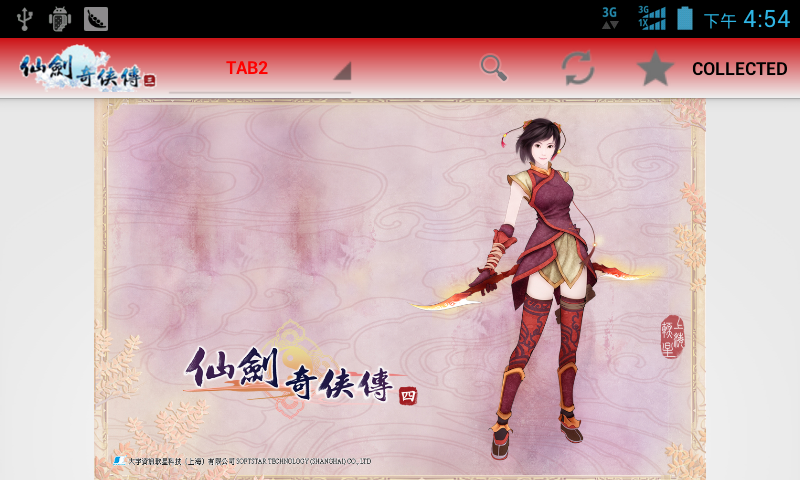 3G
3G
1X
下午 4:54
仙劍奇俠傳 三
TAB2
COLLECTED
仙劍奇俠傳 四
上海軟星
大宇資訊軟星科技（上海）有限公司 SOFTSTAR TECHNOLOGY (SHANGHAI) CO., LTD